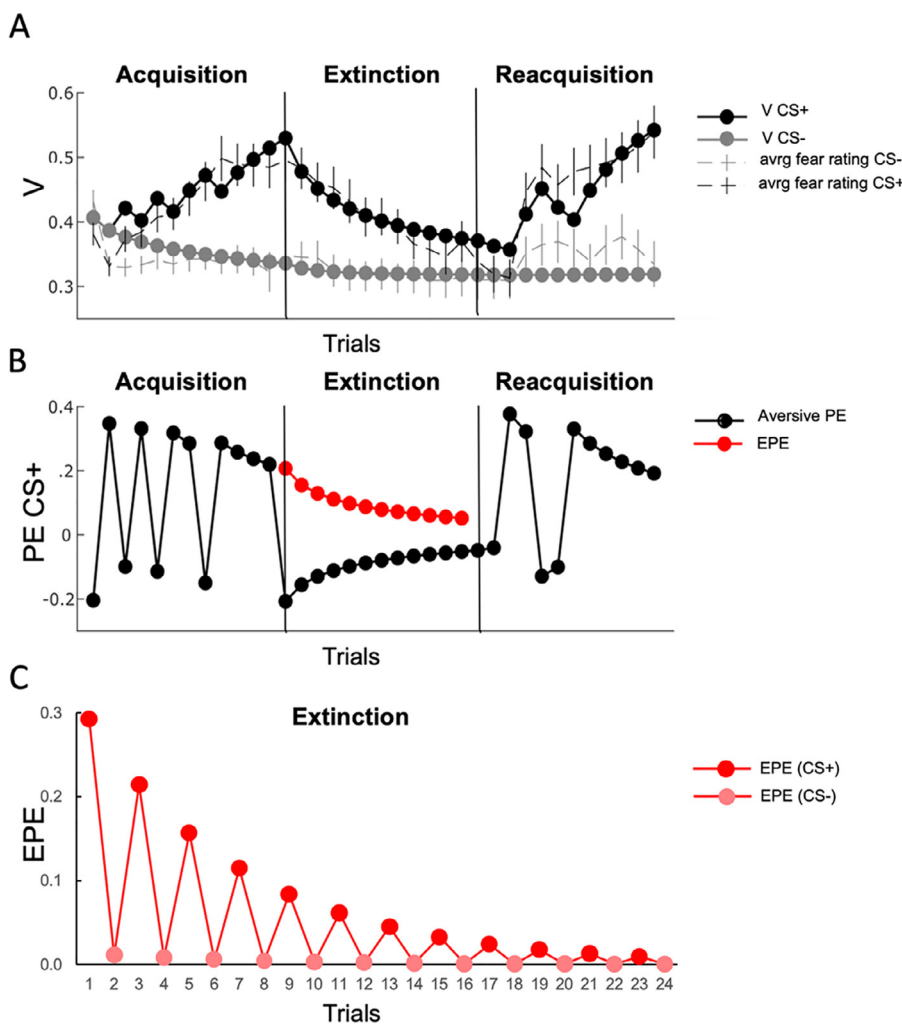 A
Acquisition Extinction Reacquisition
0.6
0.5
0.4
0.3
V
Trials
V CS+
V CS-
avrg fear rating CS-
avrg fear rating CS+
B
Acquisition Extinction Reacquisition
0.4
.2
0
-0.2
PE CS+
Trials
Aversive PE
EPE
C
Extinction
0.3
0.2
0.1
0.0
EPE
1 2 3 4 5 6 7 8 9 10 11 12 13 14 15 16 17 18 19 20 21 22 23 24
Trials
EPE (CS+)
EPE (CS-)